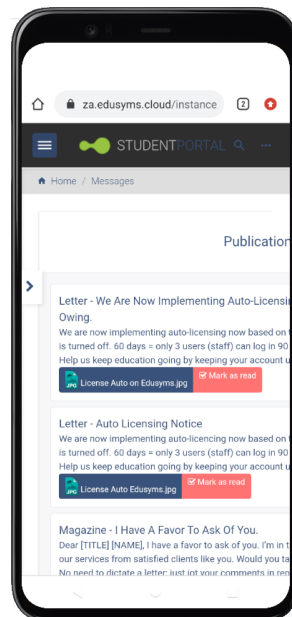 za.edusyms.cloud/instance 2
STUDENTPORTAL
Home / Messages
Publication
Letter - We Are Now Implementing Auto-Licensi
Owing.
We are now implementing auto-licensing now based on
is turned off. 60 days = only 3 users (staff) can log in 90
Help us keep education going by keeping your account u
JPG License Auto on Edusyms.jpg Mark as read
Letter - Auto Licensing Notice
We are now implementing auto-licencing now based on
is turned off. 60 days = only 3 users (staff) can log in 90
Help us keep education going by keeping your account u
JPG License Auto Edusyms.jpg Mark as read
Magazine - I Have A Favor To Ask Of You.
Dear [TITLE] [NAME], I have a favor to ask of you. I'm in t
our services from satisfied clients like you. Would you ta
No need to dictate a letter; just jot your comments in rep